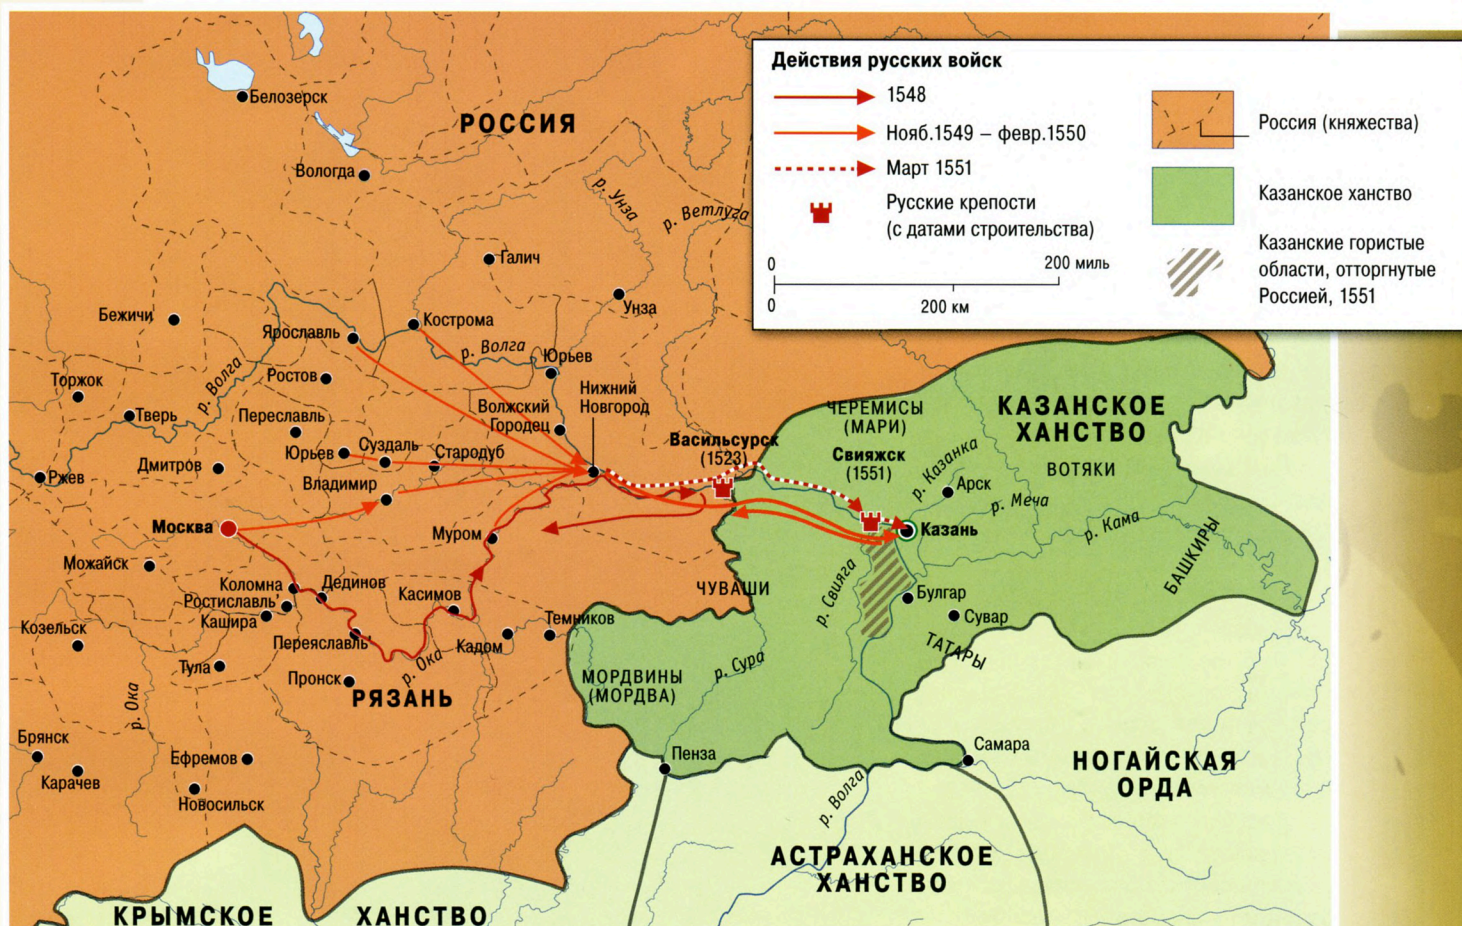 Действия русских войск
1548
Нояб.1549 – февр.1550
Март 1551
Русские крепости
(с датами строительства)
0
200 миль
0
200 км
Россия (княжества)
Казанское ханство
Казанские гористые
области, отторгнутые
Россией, 1551
Белозерск
РОССИЯ
Вологда
р. Унза
р. Ветлуга
Галич
Унза
Бежичи
Ярославль
Кострома
р. Волга
Юрьев
р. Волга
Ростов
Торжок
Нижний
Новгород
Тверь
Переславль
Волжский
Городец
ЧЕРЕМИСЫ
(МАРИ)
КАЗАНСКОЕ
ХАНСТВО
Васильсурск
(1523)
Свияжск
(1551)
р. Казанка
ВОТЯКИ
Юрьев
Суздаль
Стародуб
Дмитров
Ржев
Владимир
Арск
р. Меча
р. Кама
Москва
Муром
Казань
БАШКИРЫ
Можайск
Коломна
Дединов
Ростиславль'
Кашира
Касимов
ЧУВАШИ
р. Свияга
Булгар
Сувар
ТАТАРЫ
Козельск
Переяславль'
Кадом
Темников
Тула
р. Ока
р. Ока
Пронск
РЯЗАНЬ
МОРДВИНЫ
(МОРДВА)
р. Сура
Брянск
Карачев
Ефремов
Новосильск
Пенза
Самара
НОГАЙСКАЯ
ОРДА
р. Волга
АСТРАХАНСКОЕ
ХАНСТВО
КРЫМСКОЕ
ХАНСТВО